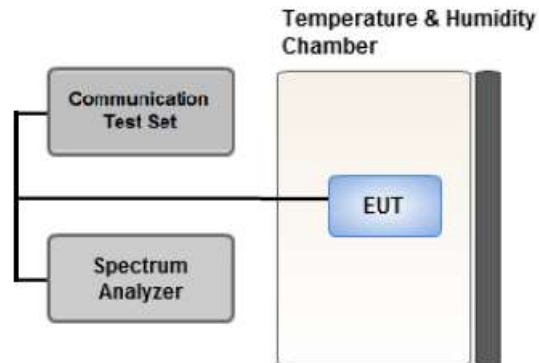 Temperature & Humidity
Chamber
Communication
Test Set
EUT
Spectrum
Analyzer